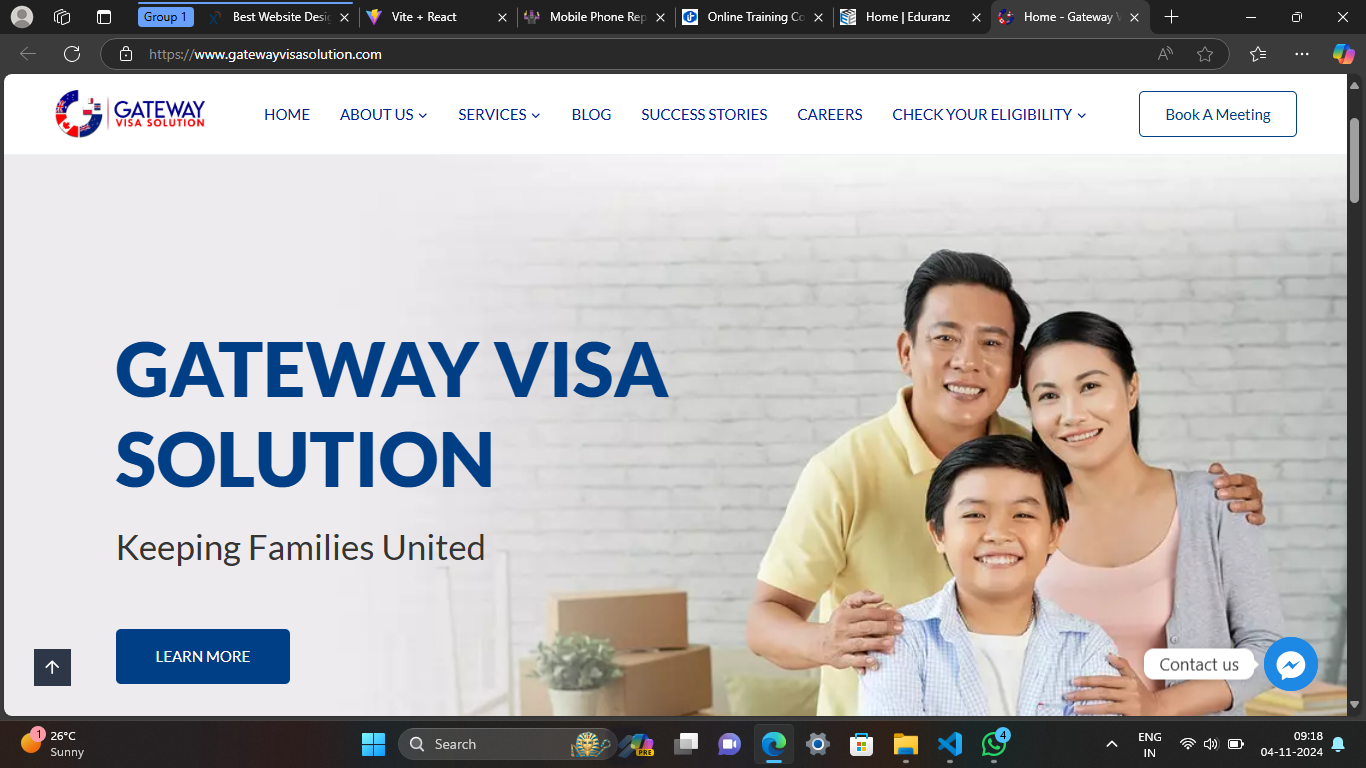 Group 1
Best Website Desig
Vite + React
Mobile Phone Rep
Online Training Co
Home | Eduranz
Home - Gateway V
https://www.gatewayvisasolution.com
GATEWAY
VISA SOLUTION
HOME
ABOUT US
SERVICES
BLOG
SUCCESS STORIES
CAREERS
CHECK YOUR ELIGIBILITY
Book A Meeting
GATEWAY VISA
SOLUTION
Keeping Families United
LEARN MORE
Contact us
1
26°C
Sunny
Search
PRE
4
ENG
IN
09:18
04-11-2024